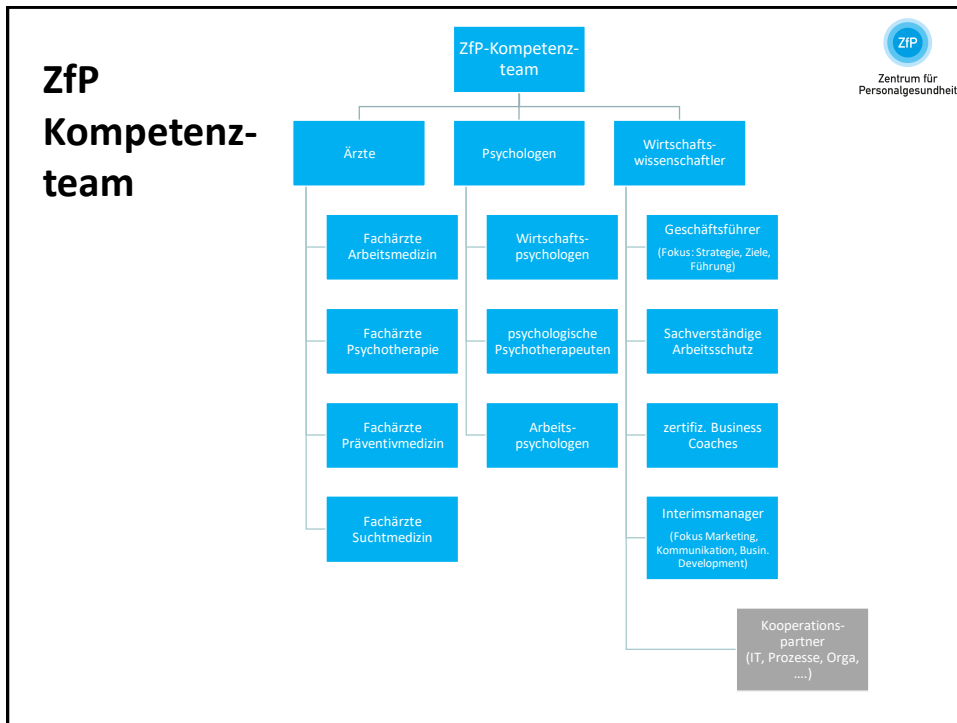 ZfP
Kompetenz-
team
ZfP-Kompetenz-
team
ZfP
Zentrum für
Personalgesundheit
Ärzte
Psychologen
Wirtschafts-
wissenschaftler
Fachärzte
Arbeitsmedizin
Wirtschafts-
psychologen
Geschäftsführer
(Fokus: Strategie, Ziele,
Führung)
Fachärzte
Psychotherapie
psychologische
Psychotherapeuten
Sachverständige
Arbeitsschutz
Fachärzte
Präventivmedizin
Arbeits-
psychologen
zertifiz. Business
Coaches
Fachärzte
Suchtmedizin
Interimsmanager
(Fokus Marketing,
Kommunikation, Busin.
Development)
Kooperations-
partner
(IT, Prozesse, Orga,
....)